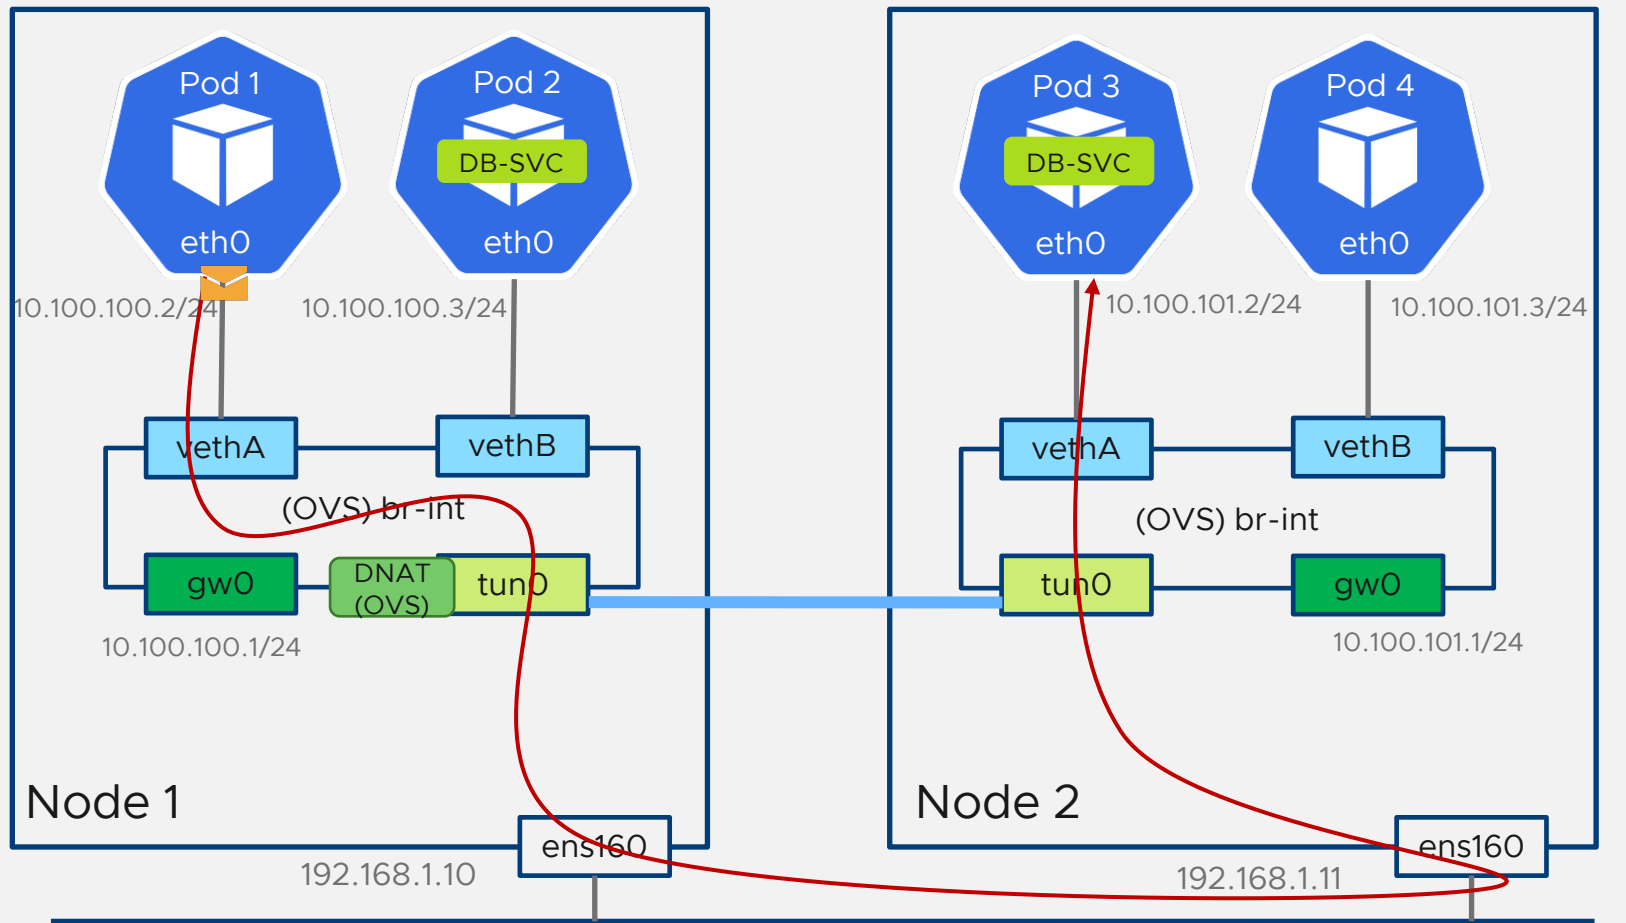 Pod 1
Pod 2
DB-SVC
eth0
eth0
10.100.100.2/24
10.100.100.3/24
vethA
vethB
(OVS) br-int
gw0
DNAT
(OVS)
tun0
10.100.100.1/24
Node 1
ens160
192.168.1.10
Pod 3
Pod 4
DB-SVC
eth0
eth0
10.100.101.2/24
10.100.101.3/24
vethA
vethB
(OVS) br-int
tun0
gw0
10.100.101.1/24
Node 2
ens160
192.168.1.11